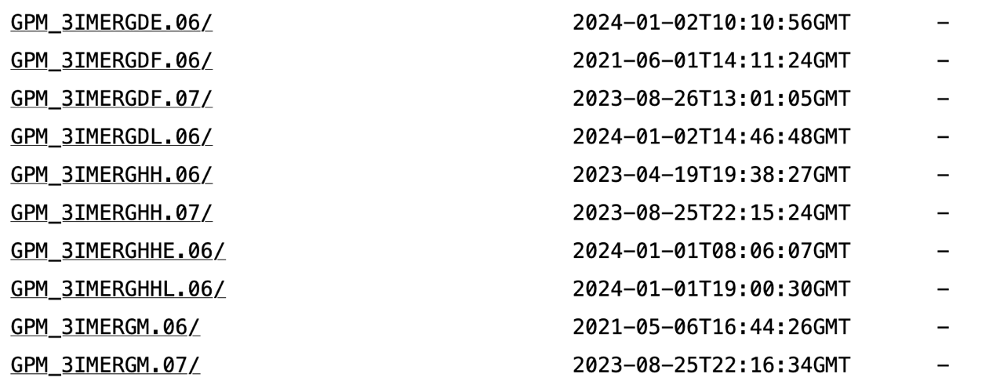 GPM_3IMERGDE.06/ 2024-01-02T10:10:56GMT –
GPM_3IMERGDF.06/ 2021-06-01T14:11:24GMT –
GPM_3IMERGDF.07/ 2023-08-26T13:01:05GMT –
GPM_3IMERGDL.06/ 2024-01-02T14:46:48GMT –
GPM_3IMERGHH.06/ 2023-04-19T19:38:27GMT –
GPM_3IMERGHH.07/ 2023-08-25T22:15:24GMT –
GPM_3IMERGHHE.06/ 2024-01-01T08:06:07GMT –
GPM_3IMERGHHL.06/ 2024-01-01T19:00:30GMT –
GPM_3IMERGM.06/ 2021-05-06T16:44:26GMT –
GPM_3IMERGM.07/ 2023-08-25T22:16:34GMT –